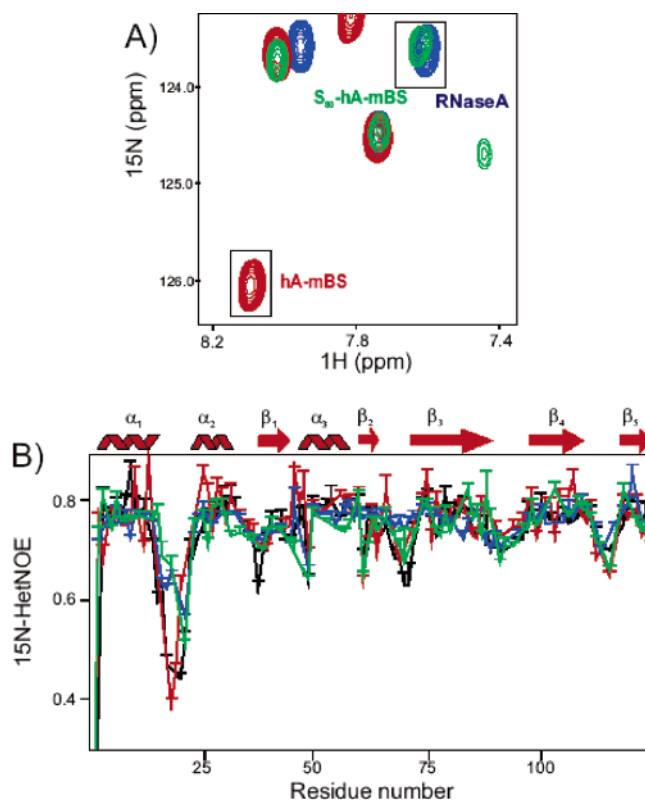 A)
124.0
125.0
126.0
15N (ppm)
S₈₀-hA-mBS
RNaseA
hA-mBS
8.2
7.8
7.4
1H (ppm)
B)
α₁
α₂
β₁
α₃
β₂
β₃
β₄
β₅
0.8
0.6
0.4
15N-HetNOE
25
50
75
100
Residue number